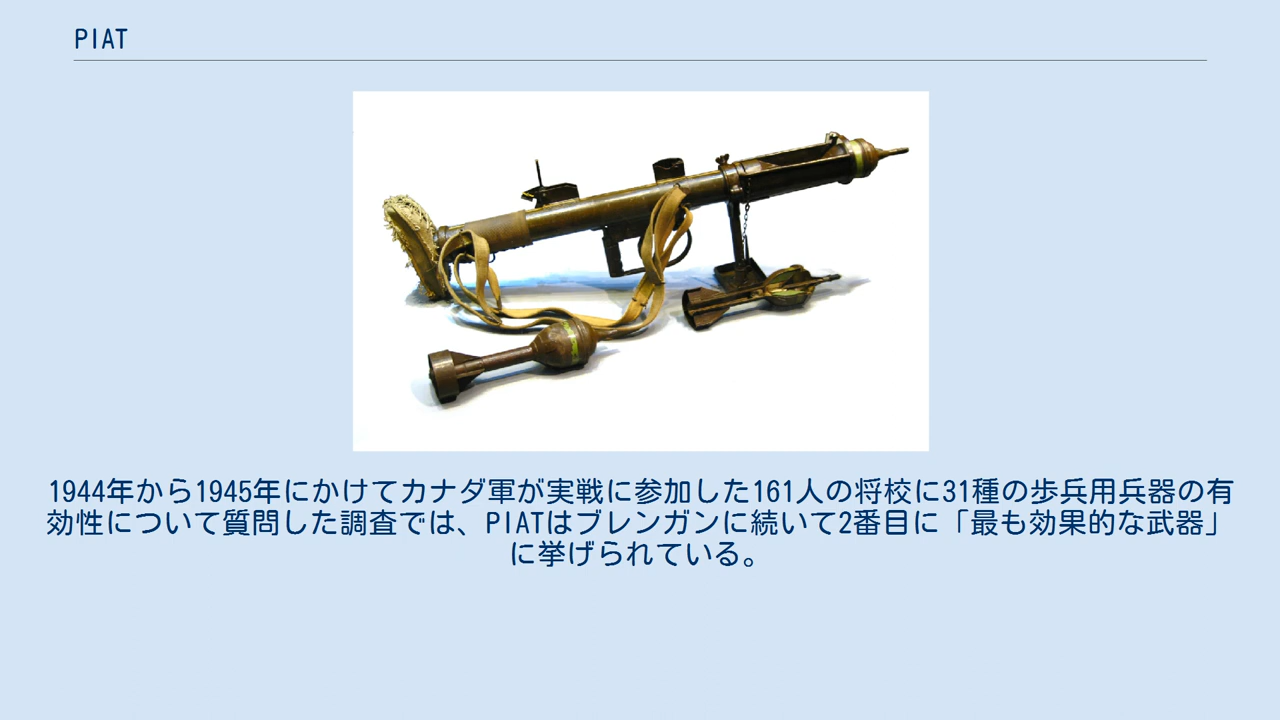 PIAT
1944年から1945年にかけてカナダ軍が実戦に参加した161人の将校に31種の歩兵用兵器の有
効性について質問した調査では、PIATはブレンガンに続いて2番目に「最も効果的な武器」
に挙げられている。